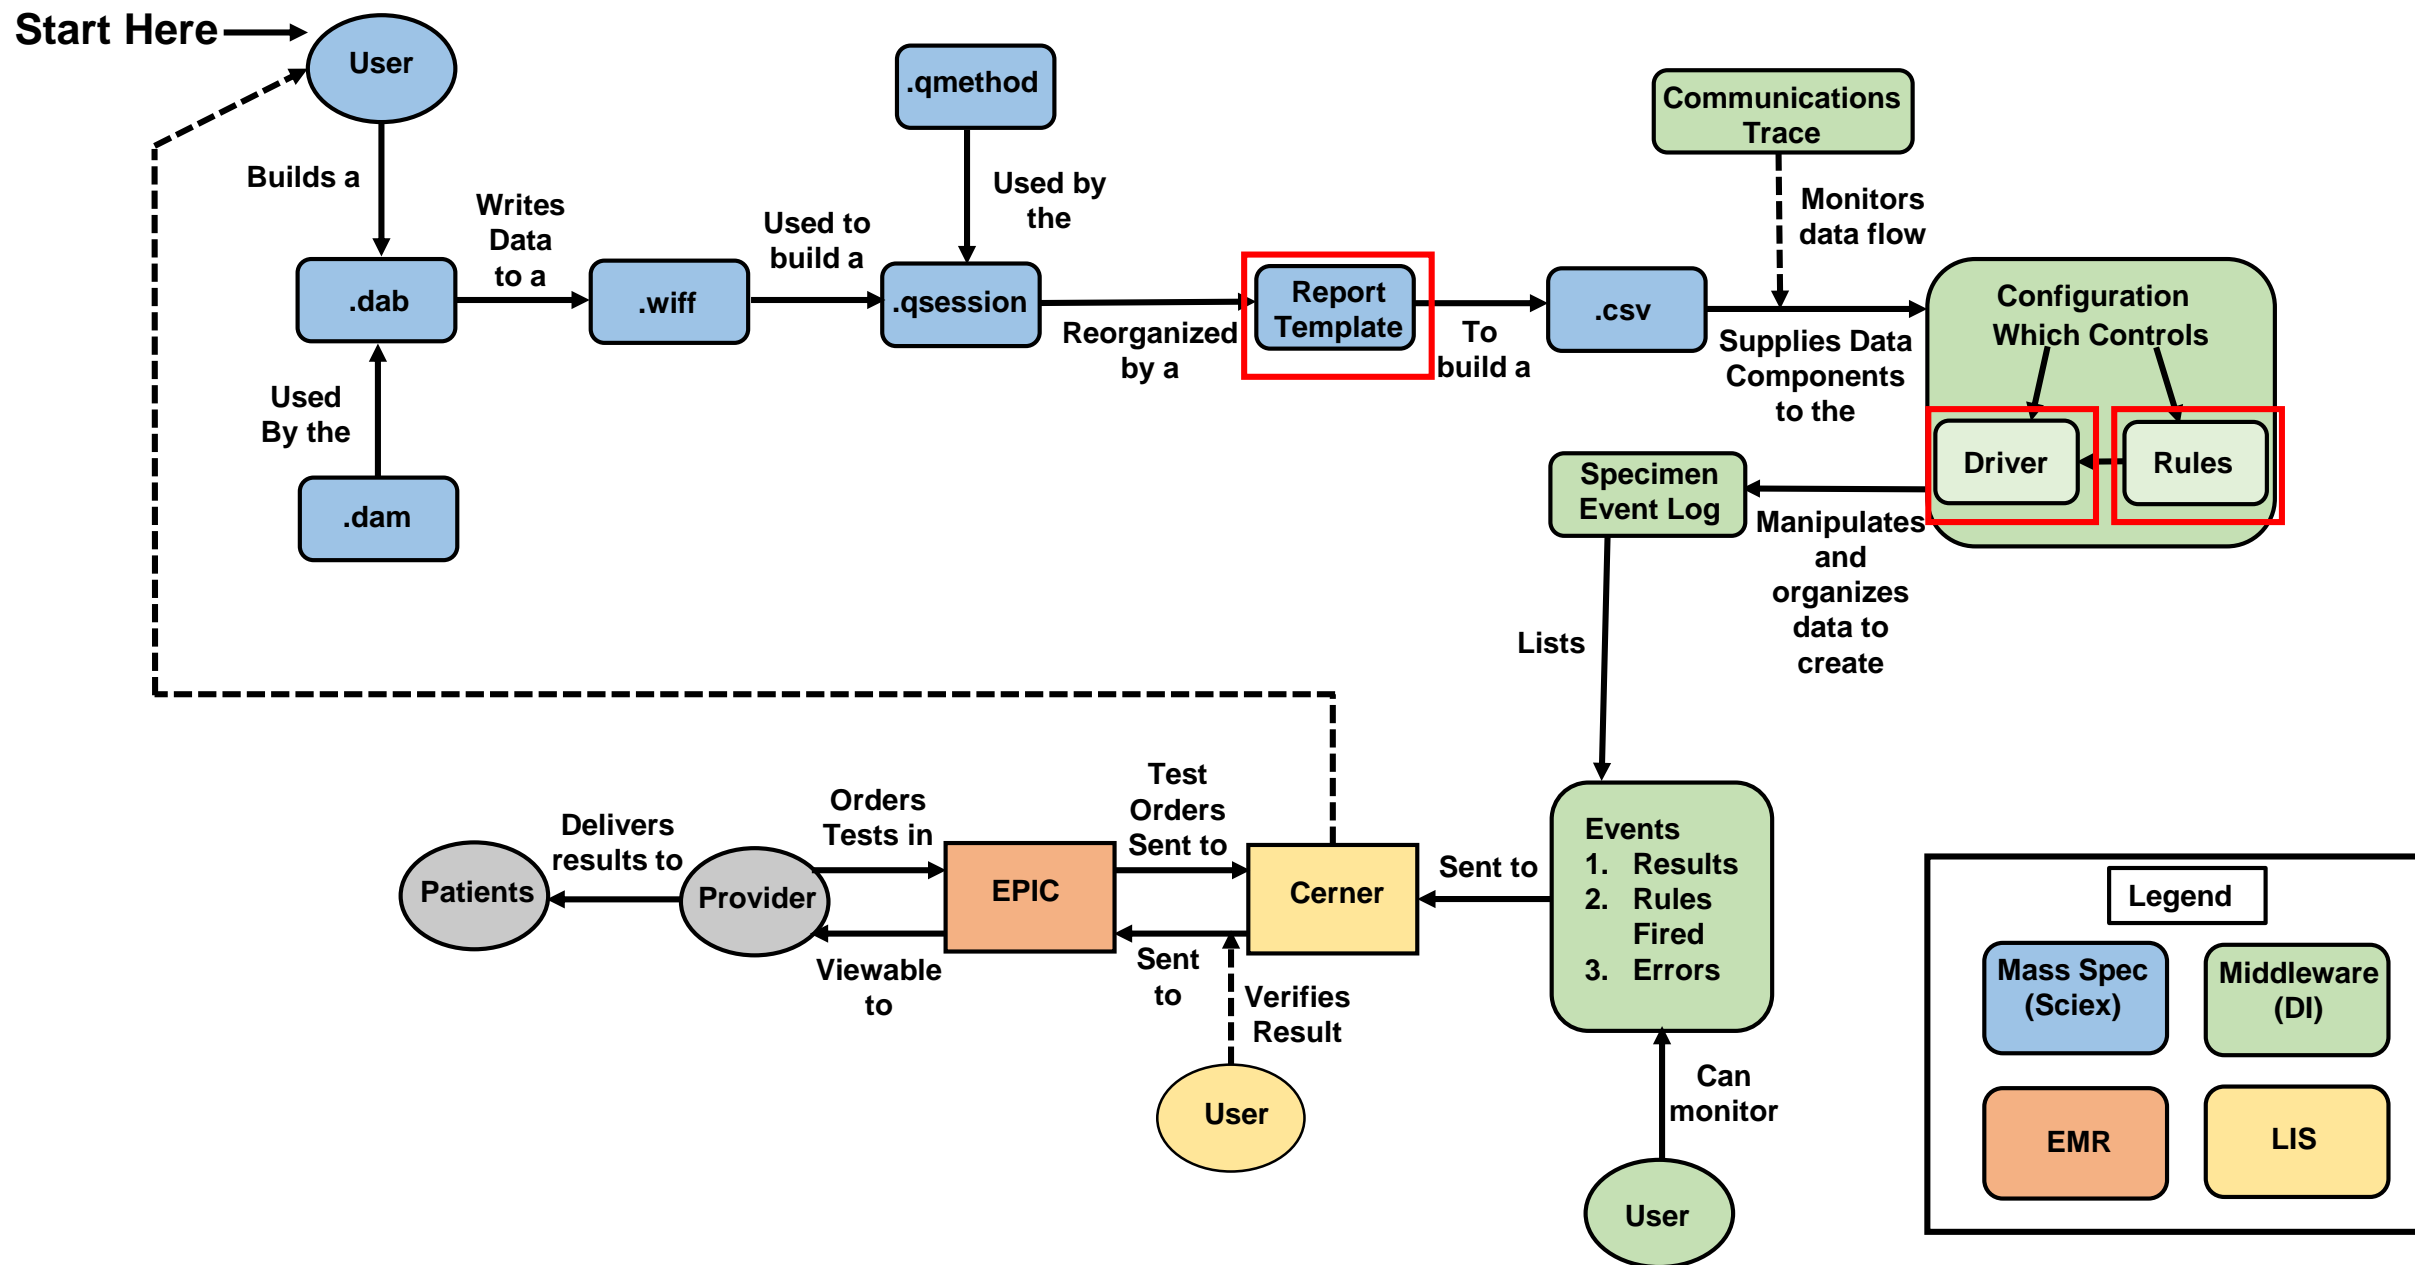 Start Here
User
.qmethod
Communications
Trace
Builds a
Writes
Data
to a
Used to
build a
Used by
the
Monitors
data flow
.dab
.wiff
.qsession
Reorganized
by a
Report
Template
To
build a
.csv
Supplies Data
Components
to the
Configuration
Which Controls
Driver
Rules
Used
By the
.dam
Specimen
Event Log
Manipulates
and
organizes
data to
create
Lists
Events
1. Results
2. Rules
Fired
3. Errors
Sent to
Cerner
Test
Orders
Sent to
Sent
to
EPIC
Orders
Tests in
Viewable
to
Provider
Delivers
results to
Patients
Verifies
Result
User
Can
monitor
User
Legend
Mass Spec
(Sciex)
Middleware
(DI)
EMR
LIS